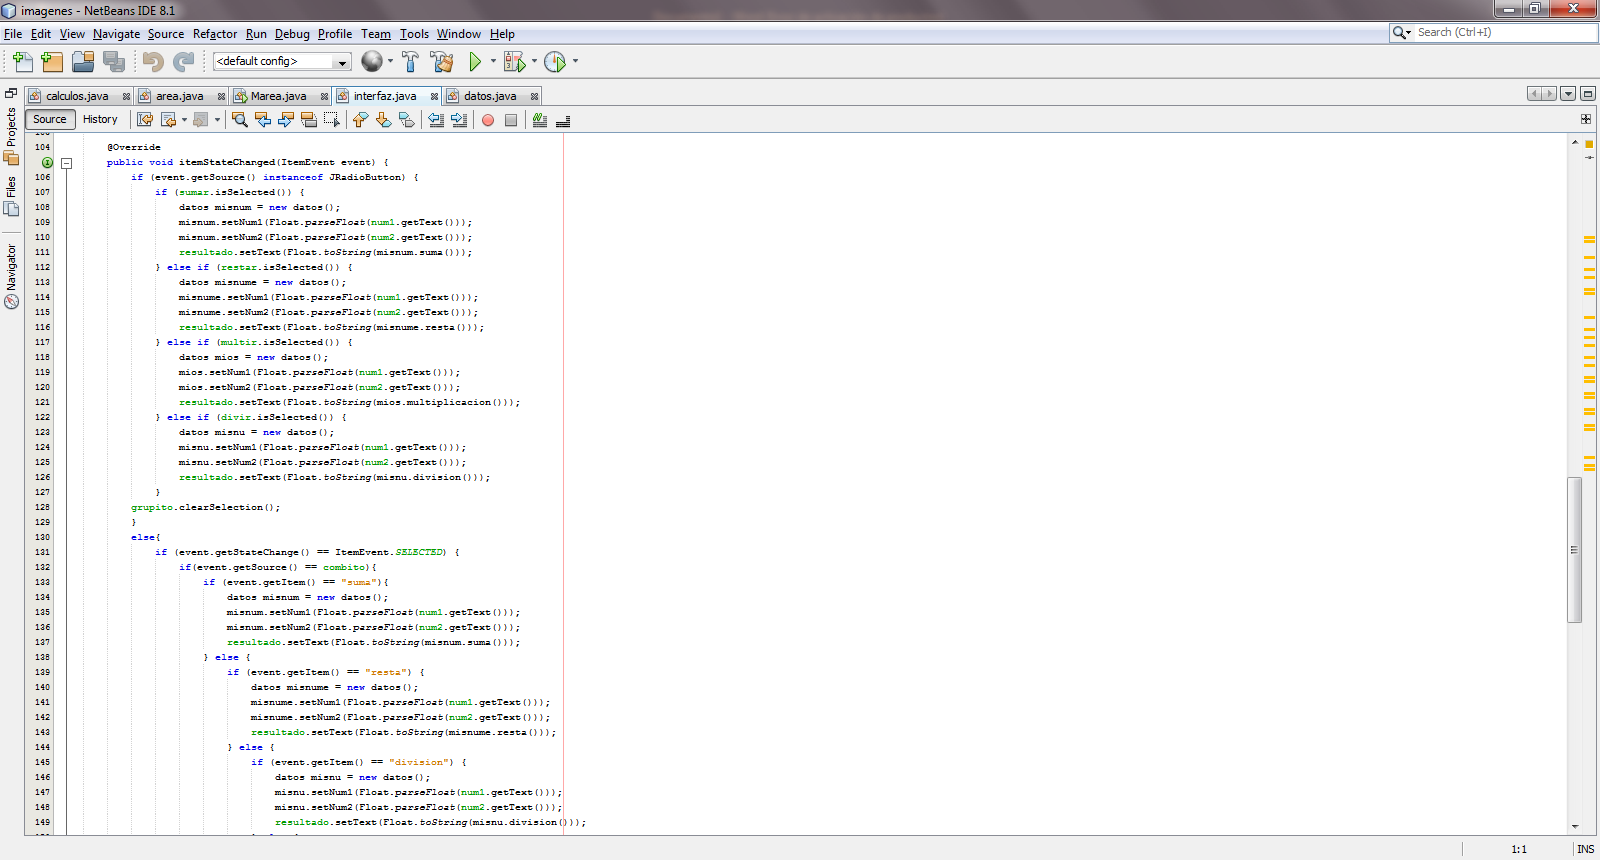 imagenes - NetBeans IDE 8.1
File Edit View Navigate Source Refactor Run Debug Profile Team Tools Window Help
Search (Ctrl+I)
<default config>
calculos.java area.java Marea.java interfaz.java datos.java
Source History
Projects
Files
Navigator
104 @Override
public void itemStateChanged(ItemEvent event) {
106 if (event.getSource() instanceof JRadioButton) {
107 if (sumar.isSelected()) {
108 datos misnum = new datos();
109 misnum.setNum1(Float.parseFloat(num1.getText()));
110 misnum.setNum2(Float.parseFloat(num2.getText()));
111 resultado.setText(Float.toString(misnum.suma()));
112 } else if (restar.isSelected()) {
113 datos misnume = new datos();
114 misnume.setNum1(Float.parseFloat(num1.getText()));
115 misnume.setNum2(Float.parseFloat(num2.getText()));
116 resultado.setText(Float.toString(misnume.resta()));
117 } else if (multir.isSelected()) {
118 datos mios = new datos();
119 mios.setNum1(Float.parseFloat(num1.getText()));
120 mios.setNum2(Float.parseFloat(num2.getText()));
121 resultado.setText(Float.toString(mios.multiplicacion()));
122 } else if (divir.isSelected()) {
123 datos misnu = new datos();
124 misnu.setNum1(Float.parseFloat(num1.getText()));
125 misnu.setNum2(Float.parseFloat(num2.getText()));
126 resultado.setText(Float.toString(misnu.division()));
127 }
128 grupito.clearSelection();
129 }
130 else{
131 if (event.getStateChange() == ItemEvent.SELECTED) {
132 if(event.getSource() == combito){
133 if (event.getItem() == "suma"){
134 datos misnum = new datos();
135 misnum.setNum1(Float.parseFloat(num1.getText()));
136 misnum.setNum2(Float.parseFloat(num2.getText()));
137 resultado.setText(Float.toString(misnum.suma()));
138 } else {
139 if (event.getItem() == "resta") {
140 datos misnume = new datos();
141 misnume.setNum1(Float.parseFloat(num1.getText()));
142 misnume.setNum2(Float.parseFloat(num2.getText()));
143 resultado.setText(Float.toString(misnume.resta()));
144 } else {
145 if (event.getItem() == "division") {
146 datos misnu = new datos();
147 misnu.setNum1(Float.parseFloat(num1.getText()));
148 misnu.setNum2(Float.parseFloat(num2.getText()));
149 resultado.setText(Float.toString(misnu.division()));
1:1 INS